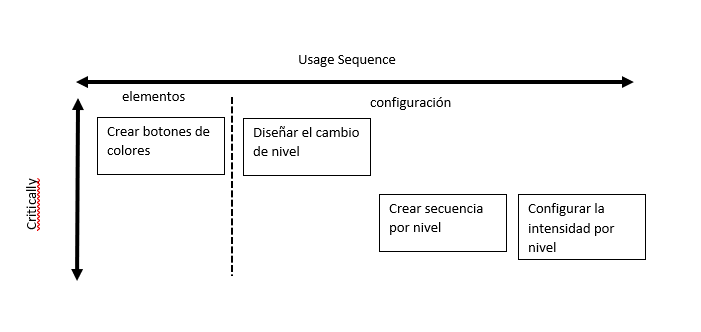 Usage Sequence
elementos
configuración
Crear botones de
colores
Diseñar el cambio
de nivel
Critically
Crear secuencia
por nivel
Configurar la
intensidad por
nivel